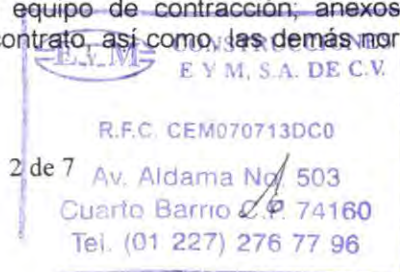 equipo de contracción; anexos
contrato, así como las demás nor
E.Y.M CONSTRUCCIONES
E Y M, S.A. DE C.V.
R.F.C. CEM070713DC0
2 de 7
Av. Aldama No. 503
Cuarto Barrio C.P. 74160
Tel. (01 227) 276 77 96